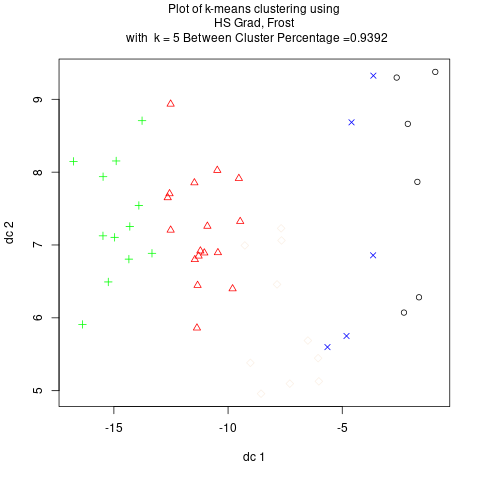 Plot of k-means clustering using
HS Grad, Frost
with  k = 5 Between Cluster Percentage =0.9392
9
8
7
6
5
dc 2
-15 -10 -5
dc 1